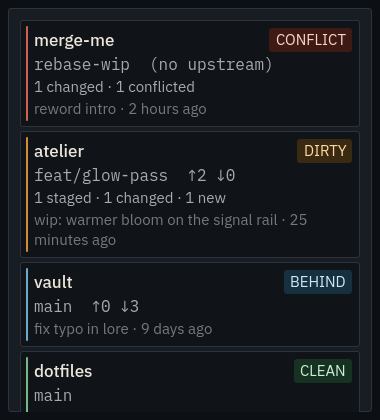 merge-me CONFLICT
rebase-wip (no upstream)
1 changed · 1 conflicted
reword intro · 2 hours ago
atelier DIRTY
feat/glow-pass ↑2 ↓0
1 staged · 1 changed · 1 new
wip: warmer bloom on the signal rail · 25
minutes ago
vault BEHIND
main ↑0 ↓3
fix typo in lore · 9 days ago
dotfiles CLEAN
main